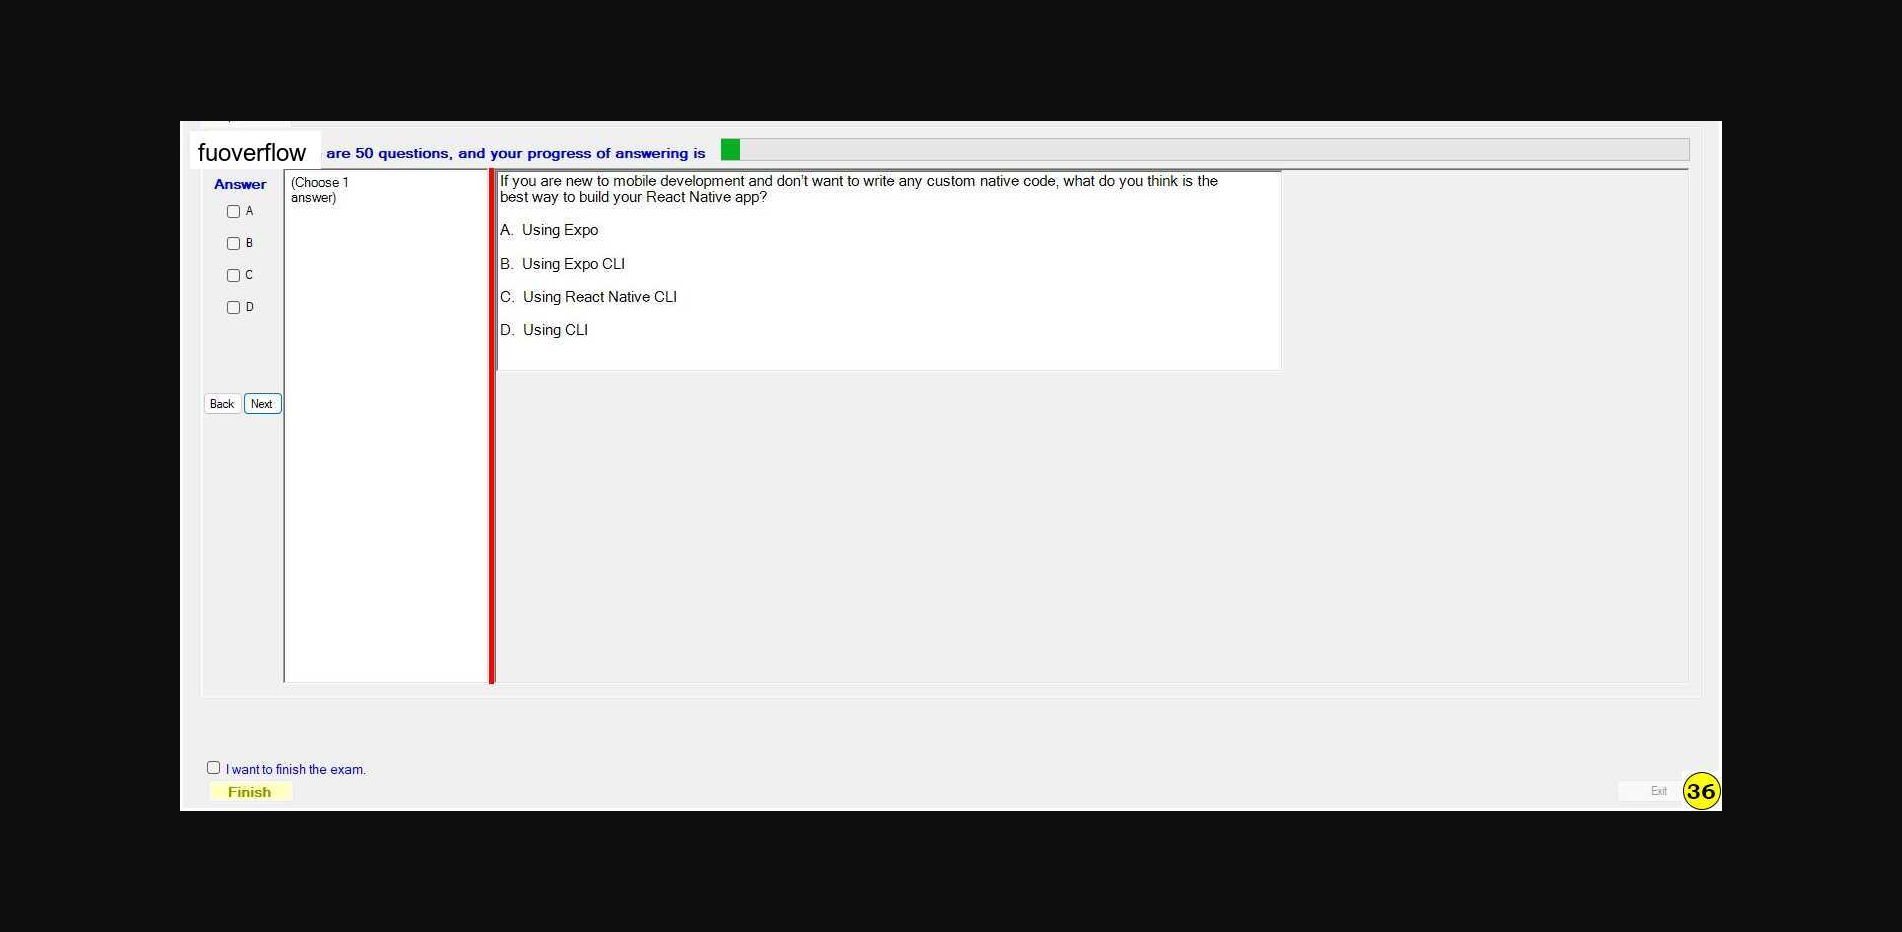 fuoverflow are 50 questions, and your progress of answering is
Answer
A
B
C
D
Back Next
(Choose 1
answer)
If you are new to mobile development and don't want to write any custom native code, what do you think is the
best way to build your React Native app?
A. Using Expo
B. Using Expo CLI
C. Using React Native CLI
D. Using CLI
I want to finish the exam.
Finish
Exit
36